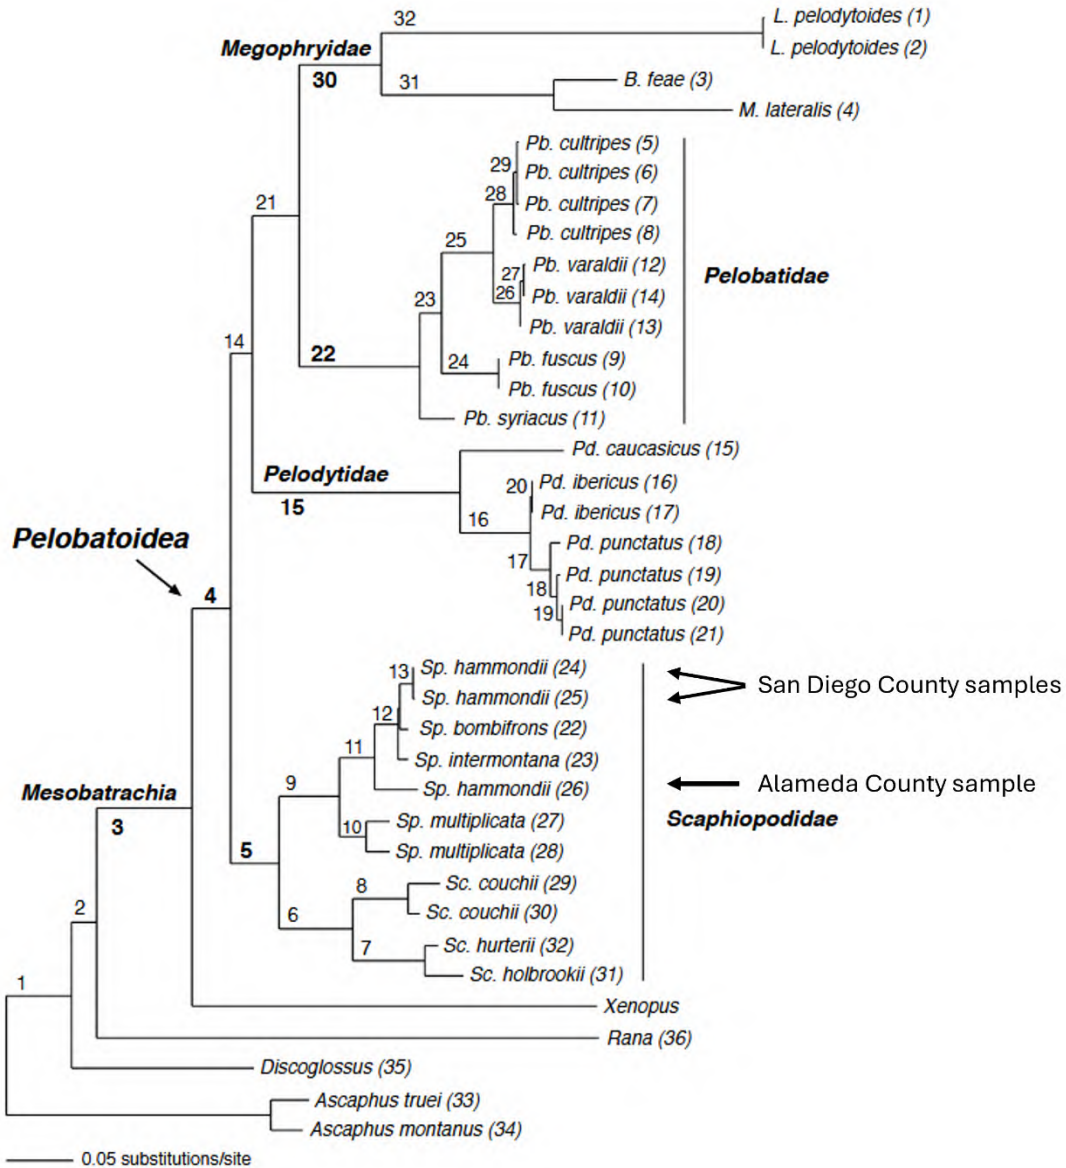 32
L. pelodytoides (1)
Megophryidae
L. pelodytoides (2)
30
31
B. feae (3)
M. lateralis (4)
Pb. cultripes (5)
29
Pb. cultripes (6)
28
21
Pb. cultripes (7)
Pb. cultripes (8)
25
Pb. varaldii (12)
27
Pelobatidae
26
Pb. varaldii (14)
23
Pb. varaldii (13)
14
22
24
Pb. fuscus (9)
Pb. fuscus (10)
Pb. syriacus (11)
Pd. caucasicus (15)
Pelodytidae
20
Pd. ibericus (16)
15
Pd. ibericus (17)
16
Pelobatoidea
Pd. punctatus (18)
17
Pd. punctatus (19)
18
4
Pd. punctatus (20)
19
Pd. punctatus (21)
13
Sp. hammondii (24)
San Diego County samples
Sp. hammondii (25)
12
Sp. bombifrons (22)
11
Sp. intermontana (23)
9
Sp. hammondii (26)
Alameda County sample
Mesobatrachia
3
Scaphiopodidae
10
Sp. multiplicata (27)
5
Sp. multiplicata (28)
8
Sc. couchii (29)
2
6
Sc. couchii (30)
7
Sc. hurterii (32)
1
Sc. holbrookii (31)
Xenopus
Rana (36)
Discoglossus (35)
Ascaphus truei (33)
Ascaphus montanus (34)
0.05 substitutions/site